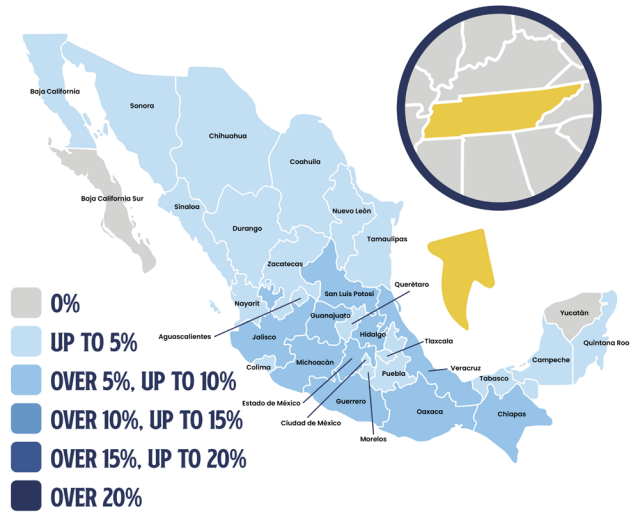 Baja California
Sonora
Chihuahua
Coahuila
Baja California Sur
Sinaloa
Nuevo León
Durango
Tamaulipas
Zacatecas
Querétaro
San Luis Potosí
Nayarit
Guanajuato
Yucatàn
Aguascalientes
Jalisco
Hidalgo
Tlaxcala
Quintana Roo
Michoacàn
Campeche
Colima
Veracruz
Puebla
Tabasco
Estado de México
Guerrero
Oaxaca
Chiapas
Ciudad de Mèxico
Morelos
0%
UP TO 5%
OVER 5%, UP TO 10%
OVER 10%, UP TO 15%
OVER 15%, UP TO 20%
OVER 20%